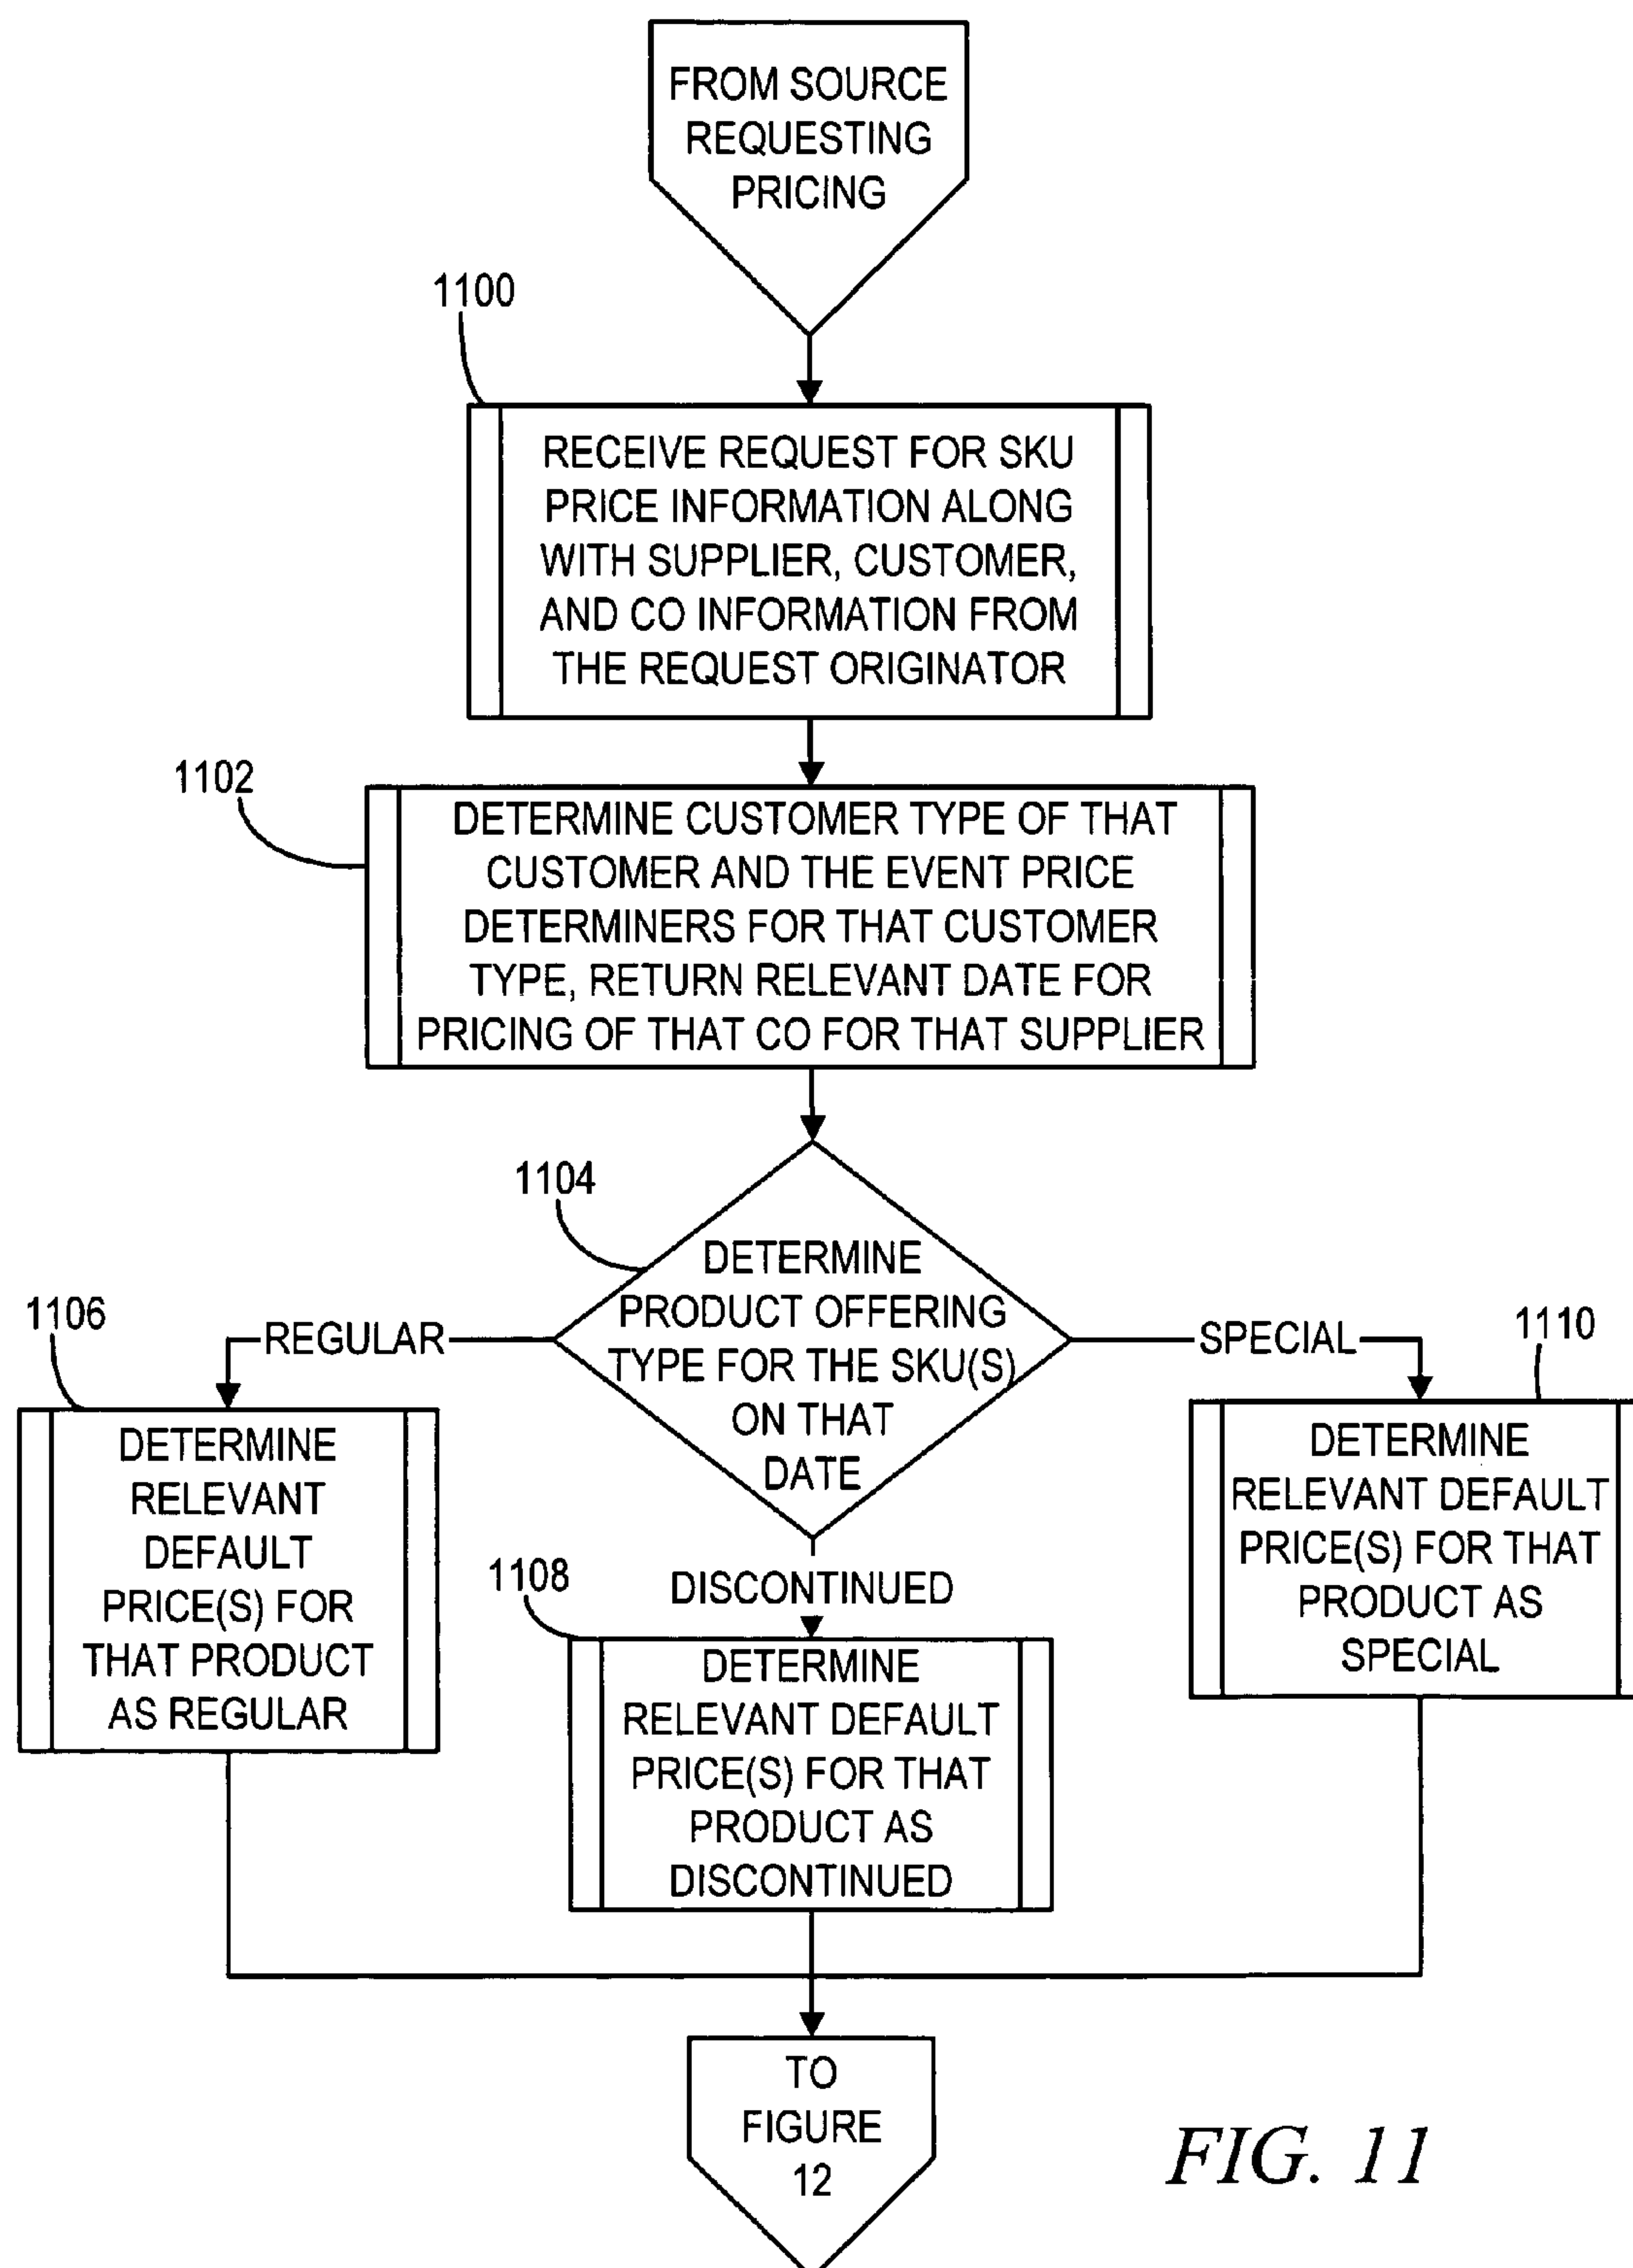 FROM SOURCE
REQUESTING
PRICING
1100
RECEIVE REQUEST FOR SKU
PRICE INFORMATION ALONG
WITH SUPPLIER, CUSTOMER,
AND CO INFORMATION FROM
THE REQUEST ORIGINATOR
1102
DETERMINE CUSTOMER TYPE OF THAT
CUSTOMER AND THE EVENT PRICE
DETERMINERS FOR THAT CUSTOMER
TYPE, RETURN RELEVANT DATE FOR
PRICING OF THAT CO FOR THAT SUPPLIER
1104
DETERMINE
PRODUCT OFFERING
TYPE FOR THE SKU(S)
ON THAT
DATE
REGULAR
1106
DETERMINE
RELEVANT
DEFAULT
PRICE(S) FOR
THAT PRODUCT
AS REGULAR
DISCONTINUED
1108
DETERMINE
RELEVANT DEFAULT
PRICE(S) FOR THAT
PRODUCT AS
DISCONTINUED
SPECIAL
1110
DETERMINE
RELEVANT DEFAULT
PRICE(S) FOR THAT
PRODUCT AS
SPECIAL
TO
FIGURE
12
FIG. 11